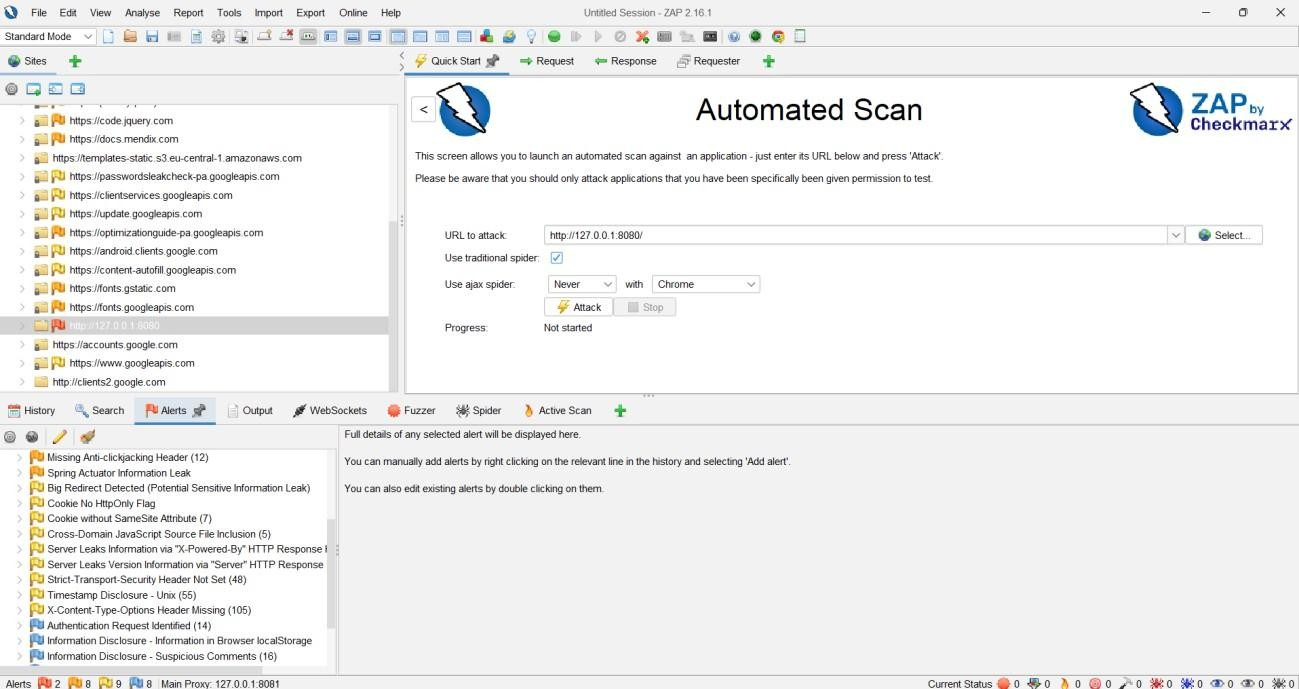 Untitled Session - ZAP 2.16.1
File Edit View Analyse Report Tools Import Export Online Help
Standard Mode
Sites
Quick Start Request Response Requester
https://code.jquery.com
https://docs.mendix.com
https://templates-static.s3.eu-central-1.amazonaws.com
https://passwordsleakcheck-pa.googleapis.com
https://clientservices.googleapis.com
https://update.googleapis.com
https://optimizationguide-pa.googleapis.com
https://android.clients.google.com
https://content-autofill.googleapis.com
https://fonts.gstatic.com
https://fonts.googleapis.com
http://127.0.0.1:8080
https://accounts.google.com
https://www.googleapis.com
http://clients2.google.com
<
Automated Scan
ZAP by
Checkmarx
This screen allows you to launch an automated scan against an application - just enter its URL below and press 'Attack'.
Please be aware that you should only attack applications that you have been specifically been given permission to test.
URL to attack: http://127.0.0.1:8080/ Select...
Use traditional spider:
Use ajax spider: Never with Chrome
Attack Stop
Progress: Not started
History Search Alerts Output WebSockets Fuzzer Spider Active Scan
Missing Anti-clickjacking Header (12)
Spring Actuator Information Leak
Big Redirect Detected (Potential Sensitive Information Leak)
Cookie No HttpOnly Flag
Cookie without SameSite Attribute (7)
Cross-Domain JavaScript Source File Inclusion (5)
Server Leaks Information via "X-Powered-By" HTTP Response
Server Leaks Version Information via "Server" HTTP Response
Strict-Transport-Security Header Not Set (48)
Timestamp Disclosure - Unix (55)
X-Content-Type-Options Header Missing (105)
Authentication Request Identified (14)
Information Disclosure - Information in Browser localStorage
Information Disclosure - Suspicious Comments (16)
Full details of any selected alert will be displayed here.
You can manually add alerts by right clicking on the relevant line in the history and selecting 'Add alert'.
You can also edit existing alerts by double clicking on them.
Alerts 2 8 9 8 Main Proxy: 127.0.0.1:8081
Current Status 0 0 0 0 0 0 0 0 0 0